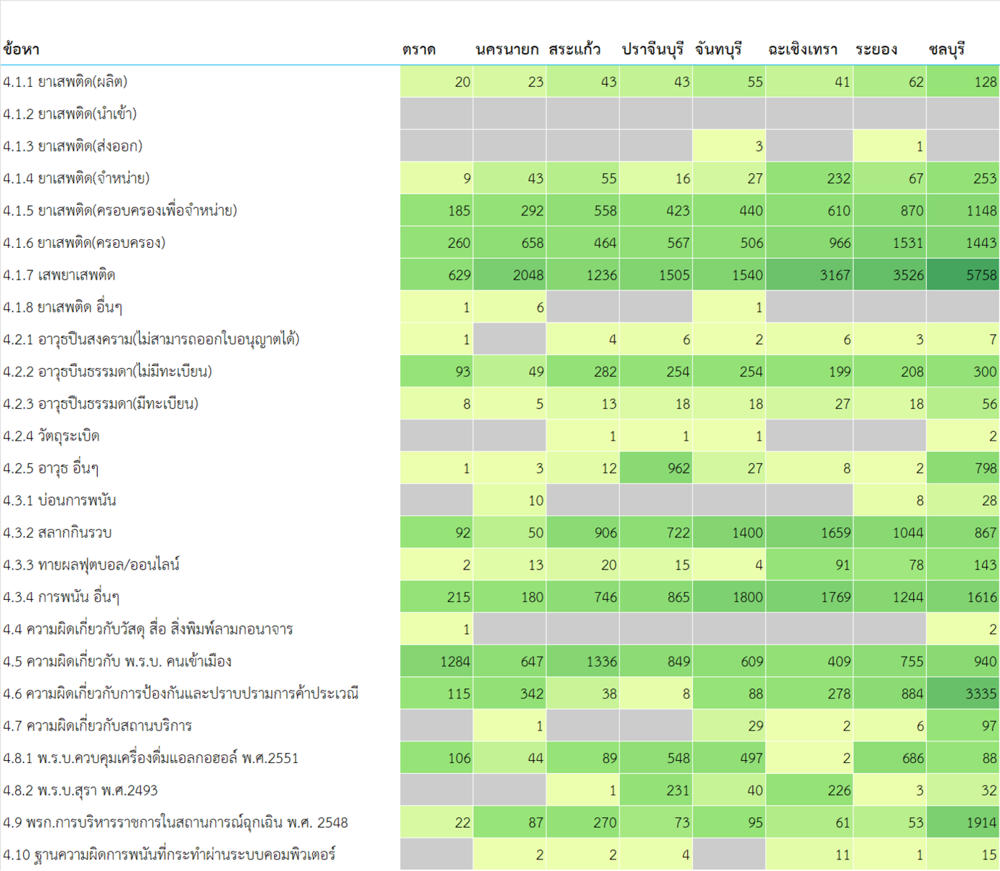 ข้อหา ตราด นครนายก สระแก้ว ปราจีนบุรี จันทบุรี ฉะเชิงเทรา ระยอง ชลบุรี
4.1.1 ยาเสพติด(ผลิต) 20 23 43 43 55 41 62 128
4.1.2 ยาเสพติด(นำเข้า)
4.1.3 ยาเสพติด(ส่งออก) 3 1
4.1.4 ยาเสพติด(จำหน่าย) 9 43 55 16 27 232 67 253
4.1.5 ยาเสพติด(ครอบครองเพื่อจำหน่าย) 185 292 558 423 440 610 870 1148
4.1.6 ยาเสพติด(ครอบครอง) 260 658 464 567 506 966 1531 1443
4.1.7 เสพยาเสพติด 629 2048 1236 1505 1540 3167 3526 5758
4.1.8 ยาเสพติด อื่นๆ 1 6 1
4.2.1 อาวุธปืนสงคราม(ไม่สามารถออกใบอนุญาตได้) 1 4 6 2 6 3 7
4.2.2 อาวุธปืนธรรมดา(ไม่มีทะเบียน) 93 49 282 254 254 199 208 300
4.2.3 อาวุธปืนธรรมดา(มีทะเบียน) 8 5 13 18 18 27 18 56
4.2.4 วัตถุระเบิด 1 1 1 2
4.2.5 อาวุธ อื่นๆ 1 3 12 962 27 8 2 798
4.3.1 บ่อนการพนัน 10 8 28
4.3.2 สลากกินรวบ 92 50 906 722 1400 1659 1044 867
4.3.3 ทายผลฟุตบอล/ออนไลน์ 2 13 20 15 4 91 78 143
4.3.4 การพนัน อื่นๆ 215 180 746 865 1800 1769 1244 1616
4.4 ความผิดเกี่ยวกับวัสดุ สื่อ สิ่งพิมพ์ลามกอนาจาร 1 2
4.5 ความผิดเกี่ยวกับ พ.ร.บ. คนเข้าเมือง 1284 647 1336 849 609 409 755 940
4.6 ความผิดเกี่ยวกับการป้องกันและปราบปรามการค้าประเวณี 115 342 38 8 88 278 884 3335
4.7 ความผิดเกี่ยวกับสถานบริการ 1 29 2 6 97
4.8.1 พ.ร.บ.ควบคุมเครื่องดื่มแอลกอฮอล์ พ.ศ.2551 106 44 89 548 497 2 686 88
4.8.2 พ.ร.บ.สุรา พ.ศ.2493 1 231 40 226 3 32
4.9 พรก.การบริหารราชการในสถานการณ์ฉุกเฉิน พ.ศ. 2548 22 87 270 73 95 61 53 1914
4.10 ฐานความผิดการพนันที่กระทำผ่านระบบคอมพิวเตอร์ 2 2 4 11 1 15